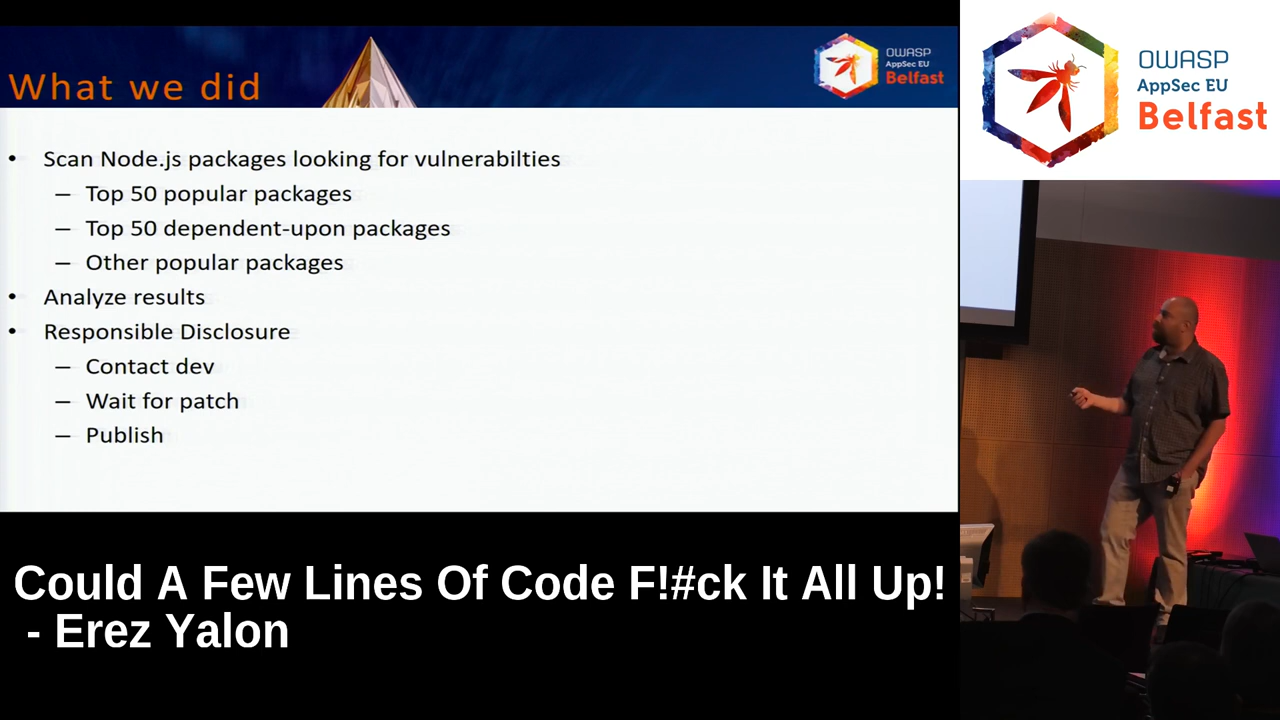 What we did
OWASP
AppSec EU
Belfast
• Scan Node.js packages looking for vulnerabilties
– Top 50 popular packages
– Top 50 dependent-upon packages
– Other popular packages
• Analyze results
• Responsible Disclosure
– Contact dev
– Wait for patch
– Publish
OWASP
AppSec EU
Belfast
Could A Few Lines Of Code F!#ck It All Up!
- Erez Yalon